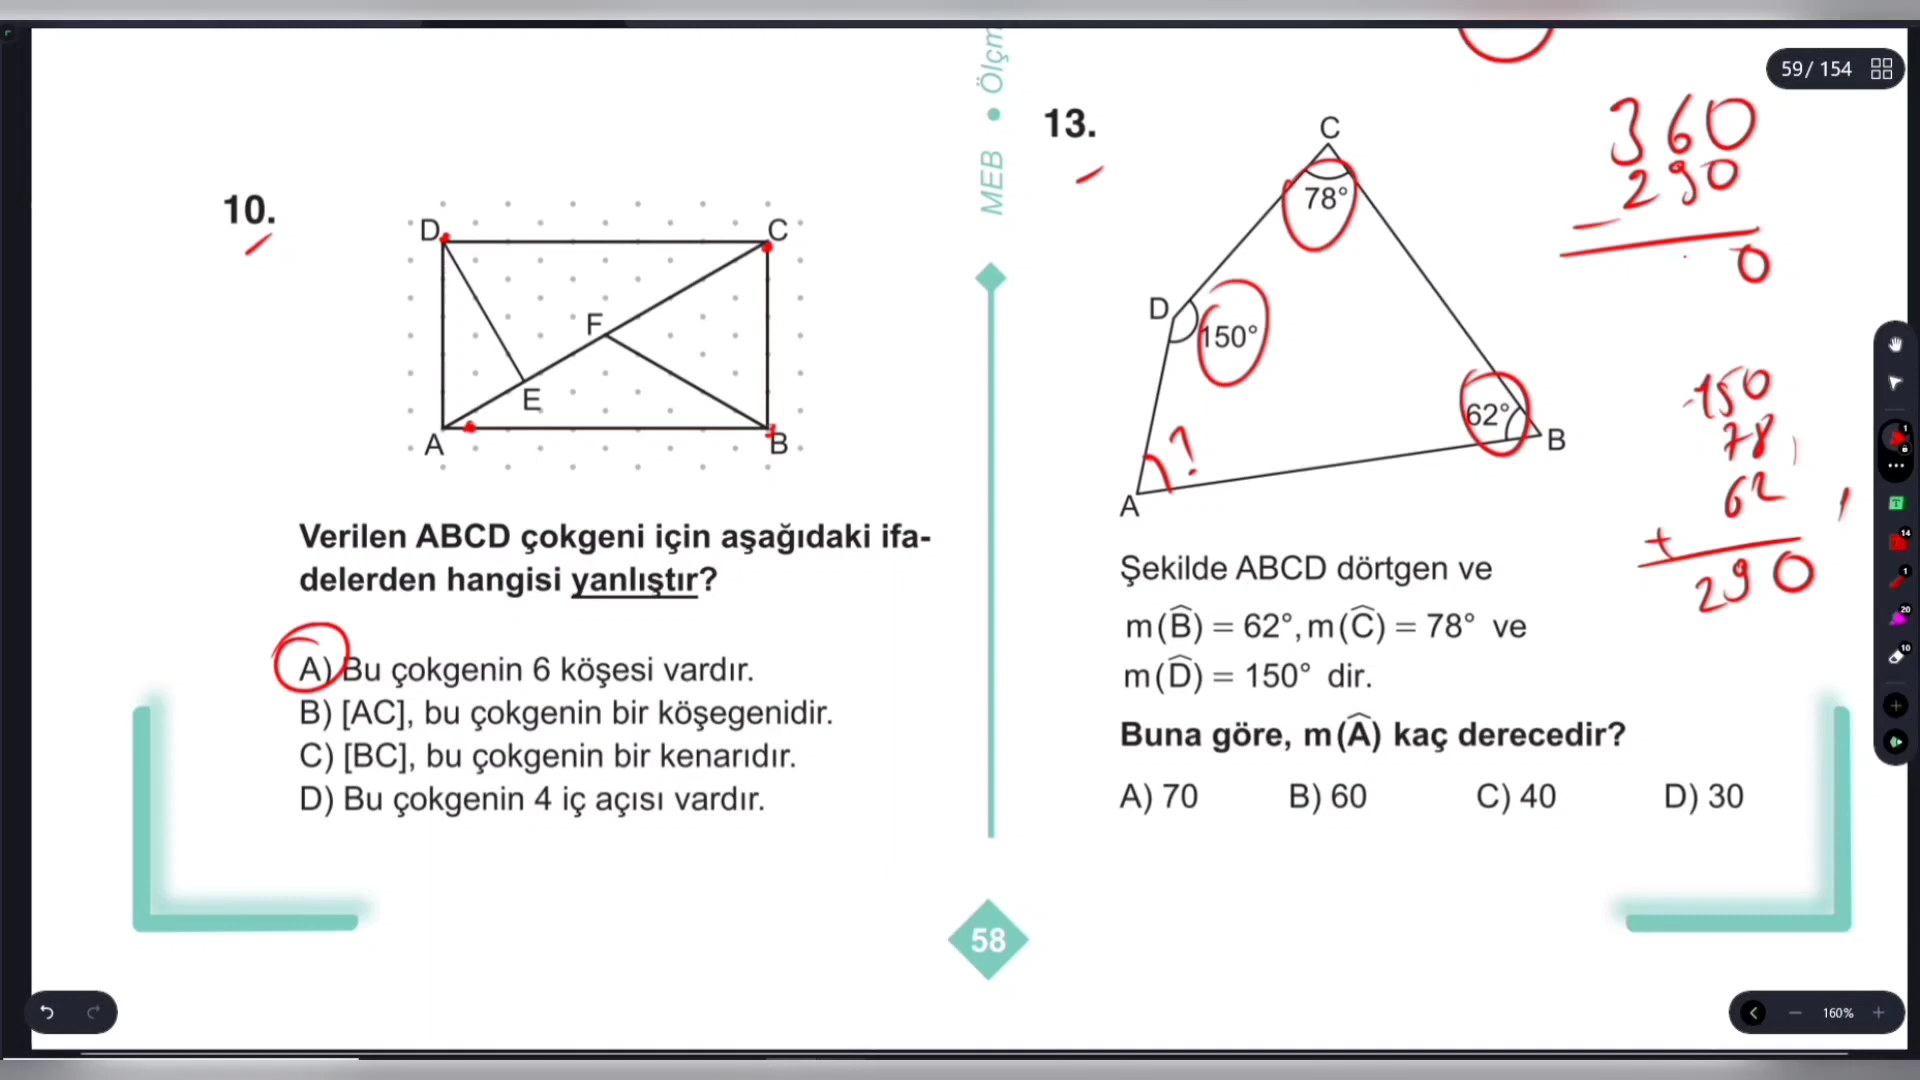 59/ 154
MEB • Ölçm
10.
D
C
F
E
A
B
Verilen ABCD çokgeni için aşağıdaki ifa-
delerden hangisi yanlıştır?
A) Bu çokgenin 6 köşesi vardır.
B) [AC], bu çokgenin bir köşegenidir.
C) [BC], bu çokgenin bir kenarıdır.
D) Bu çokgenin 4 iç açısı vardır.
13.
C
78°
D
150°
62°
B
?
A
Şekilde ABCD dörtgen ve
m(B̂) = 62°, m(Ĉ) = 78° ve
m(D̂) = 150° dir.
Buna göre, m(Â) kaç derecedir?
A) 70 B) 60 C) 40 D) 30
360
290
−
0
150
78
62
+
290
58
160%